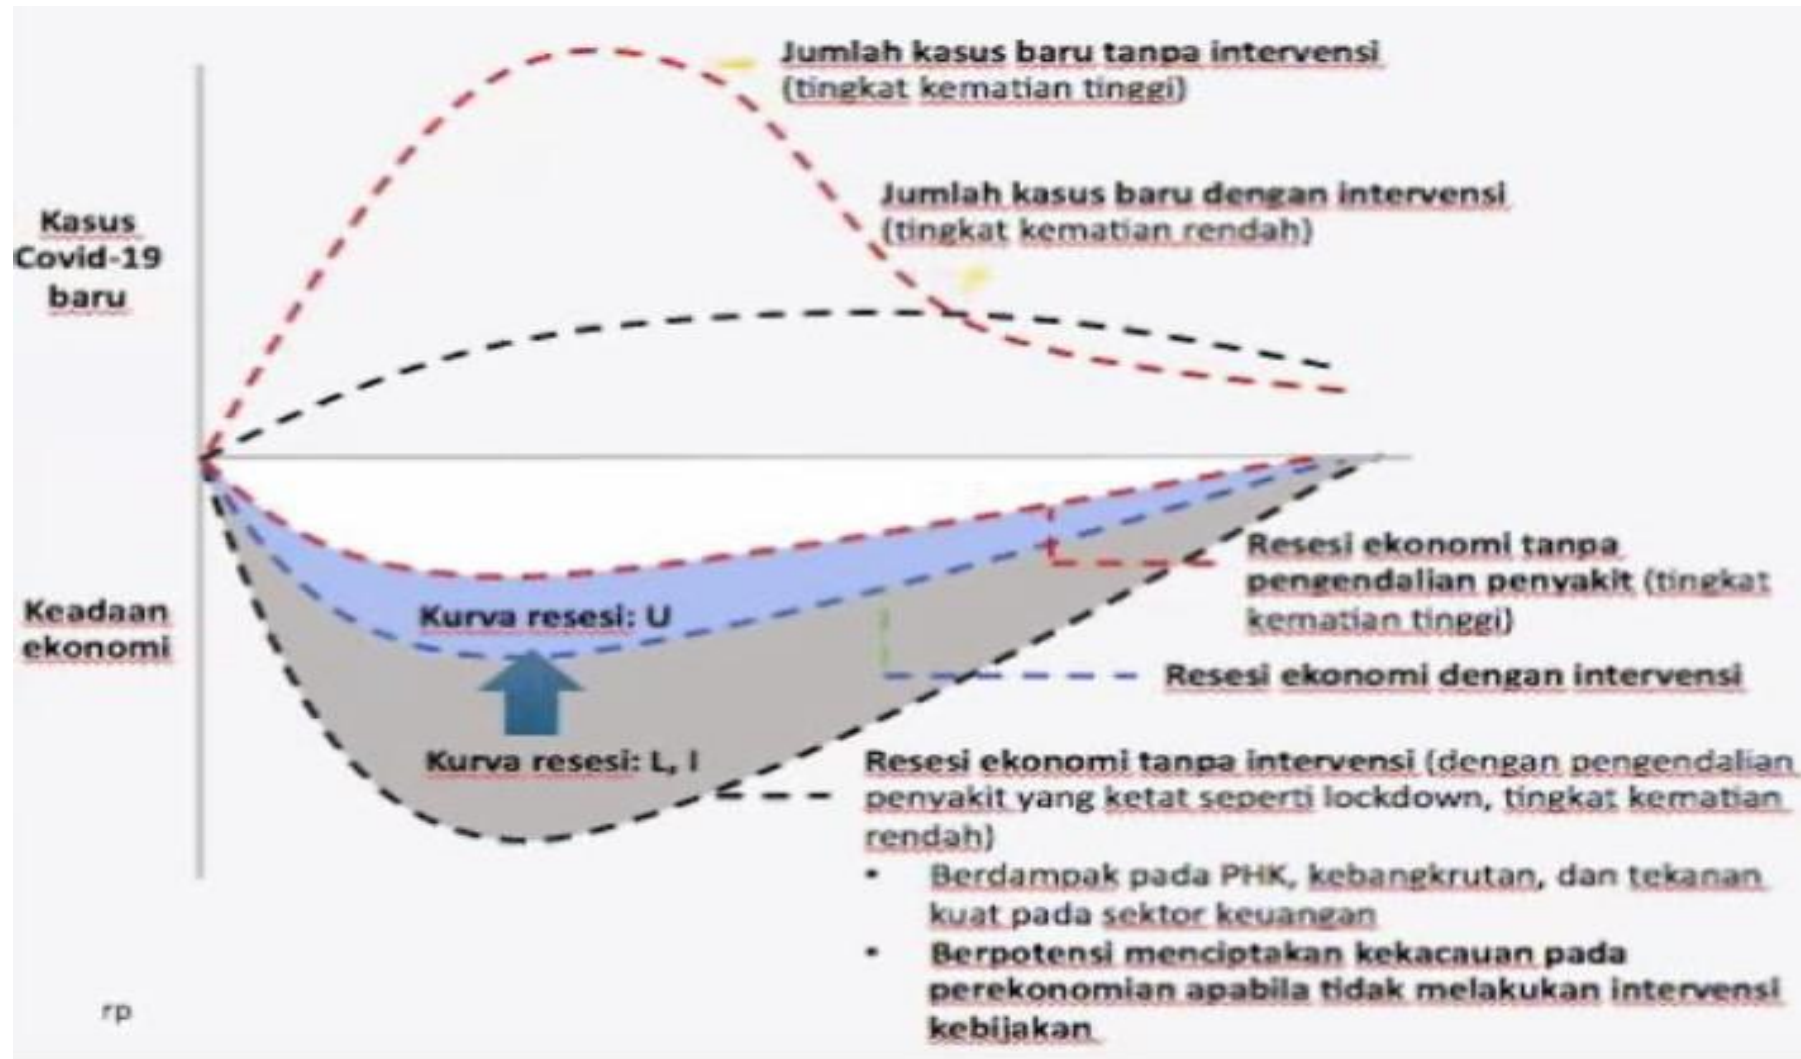 Jumlah kasus baru tanpa intervensi
(tingkat kematian tinggi)
Jumlah kasus baru dengan intervensi
(tingkat kematian rendah)
Kasus
Covid-19
baru
Keadaan
ekonomi
Kurva resesi: U
Kurva resesi: L, I
Resesi ekonomi tanpa
pengendalian penyakit (tingkat
kematian tinggi)
Resesi ekonomi dengan intervensi
Resesi ekonomi tanpa intervensi (dengan pengendalian
penyakit yang ketat seperti lockdown, tingkat kematian
rendah)
• Berdampak pada PHK, kebangkrutan, dan tekanan
kuat pada sektor keuangan
• Berpotensi menciptakan kekacauan pada
perekonomian apabila tidak melakukan intervensi
kebijakan
rp